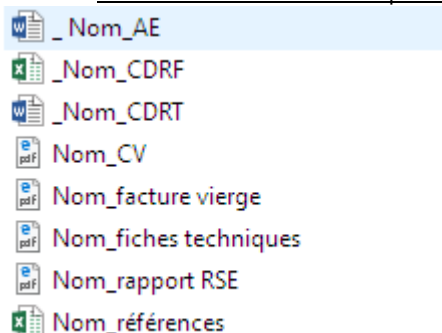 _ Nom_AE
_Nom_CDRF
_Nom_CDRT
Nom_CV
Nom_facture vierge
Nom_fiches techniques
Nom_rapport RSE
Nom_références